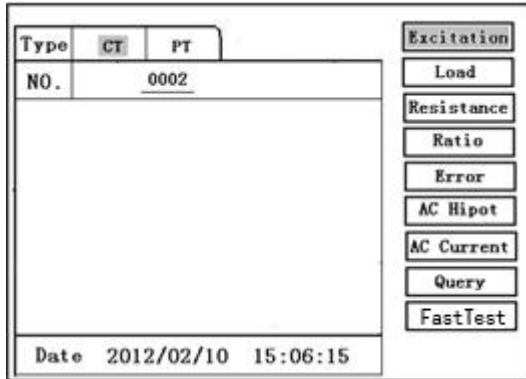 Type CT PT
NO. 0002
Date 2012/02/10 15:06:15
Excitation
Load
Resistance
Ratio
Error
AC Hipot
AC Current
Query
FastTest